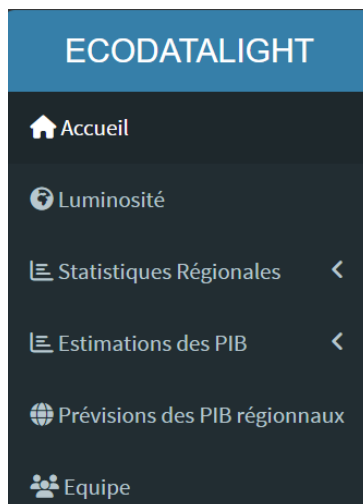 ECODATALIGHT
Accueil
Luminosité
Statistiques Régionales
Estimations des PIB
Prévisions des PIB régionnaux
Equipe